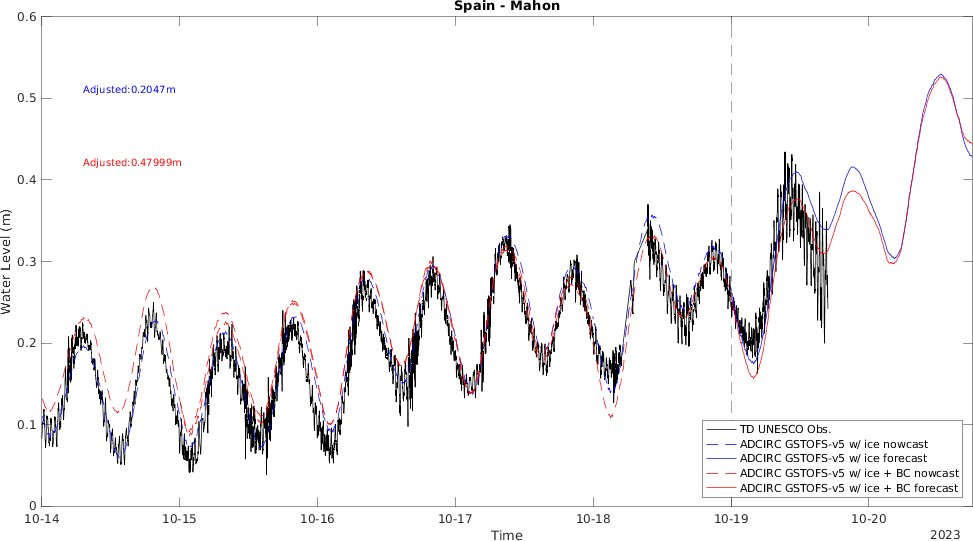 Spain - Mahon
0.6
0.5
0.4
0.3
0.2
0.1
0
Water Level (m)
Adjusted:0.2047m
Adjusted:0.47999m
TD UNESCO Obs.
ADCIRC GSTOFS-v5 w/ ice nowcast
ADCIRC GSTOFS-v5 w/ ice forecast
ADCIRC GSTOFS-v5 w/ ice + BC nowcast
ADCIRC GSTOFS-v5 w/ ice + BC forecast
10-14 10-15 10-16 10-17 10-18 10-19 10-20
Time
2023